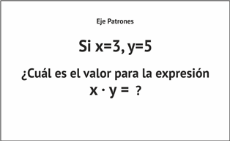 Eje Patrones
Si x=3, y=5
¿Cuál es el valor para la expresión
x · y = ?